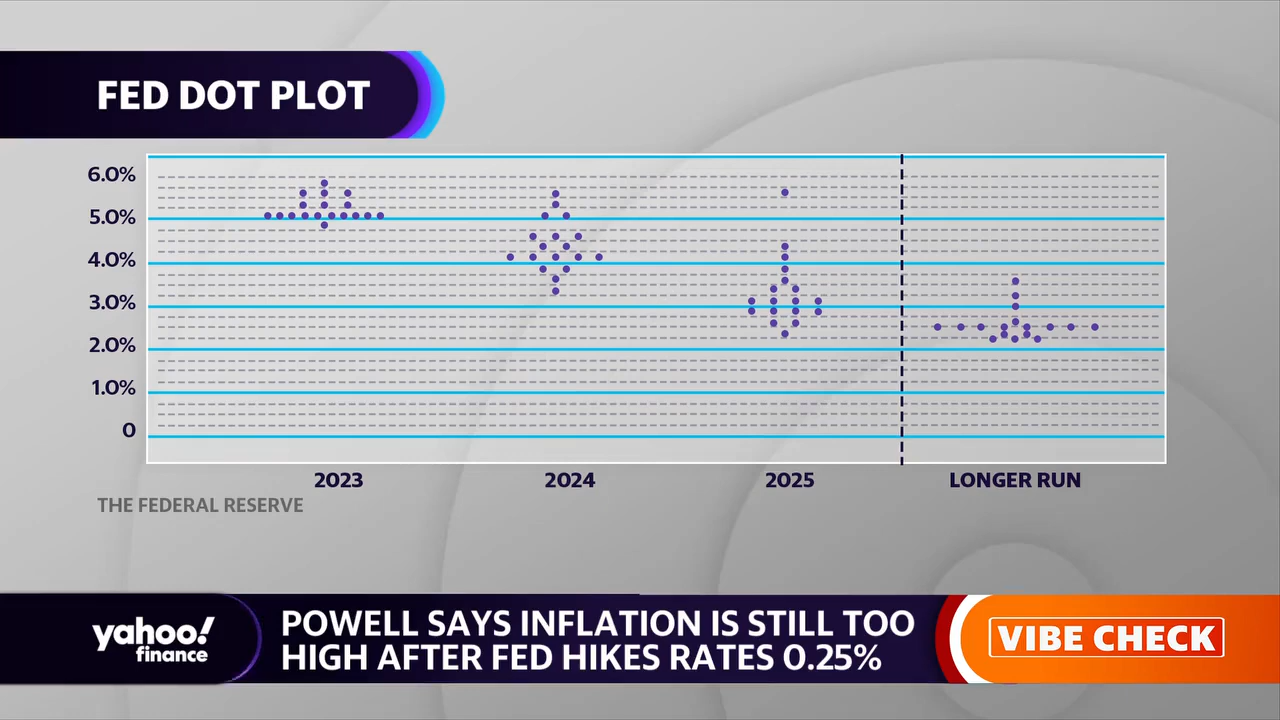 FED DOT PLOT
6.0%
5.0%
4.0%
3.0%
2.0%
1.0%
0
2023 2024 2025 LONGER RUN
THE FEDERAL RESERVE
yahoo!
finance
POWELL SAYS INFLATION IS STILL TOO
HIGH AFTER FED HIKES RATES 0.25%
VIBE CHECK